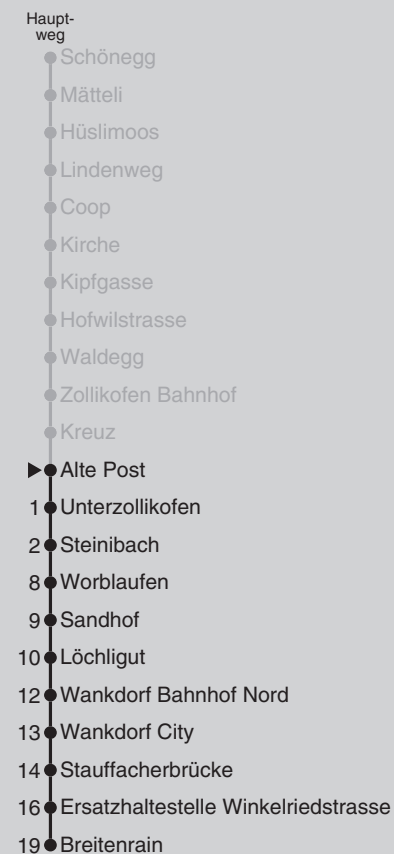 Haupt-
weg
Schönegg
Mätteli
Hüslimoos
Lindenweg
Coop
Kirche
Kipfgasse
Hofwilstrasse
Waldegg
Zollikofen Bahnhof
Kreuz
Alte Post
1 Unterzollikofen
2 Steinibach
8 Worblaufen
9 Sandhof
10 Löchligut
12 Wankdorf Bahnhof Nord
13 Wankdorf City
14 Stauffacherbrücke
16 Ersatzhaltestelle Winkelriedstrasse
19 Breitenrain